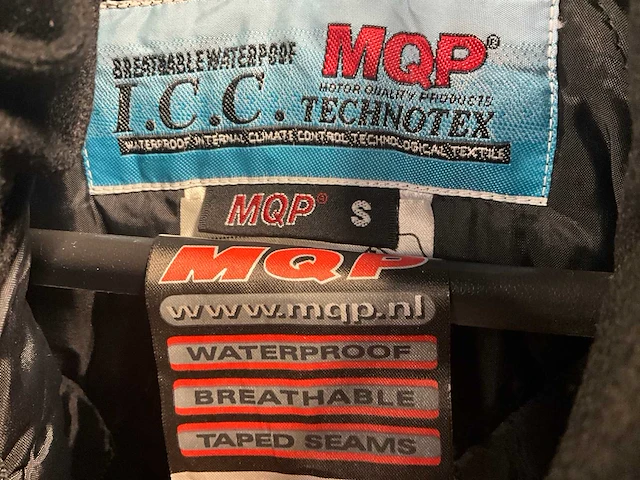 BREATHABLE WATERPROOF
MQP®
MOTOR QUALITY PRODUCTS
I.C.C. TECHNOTEX
WATERPROOF INTERNAL CLIMATE CONTROL TECHNOLOGICAL TEXTILE
MQP® S
MQP
www.mqp.nl
WATERPROOF
BREATHABLE
TAPED SEAMS